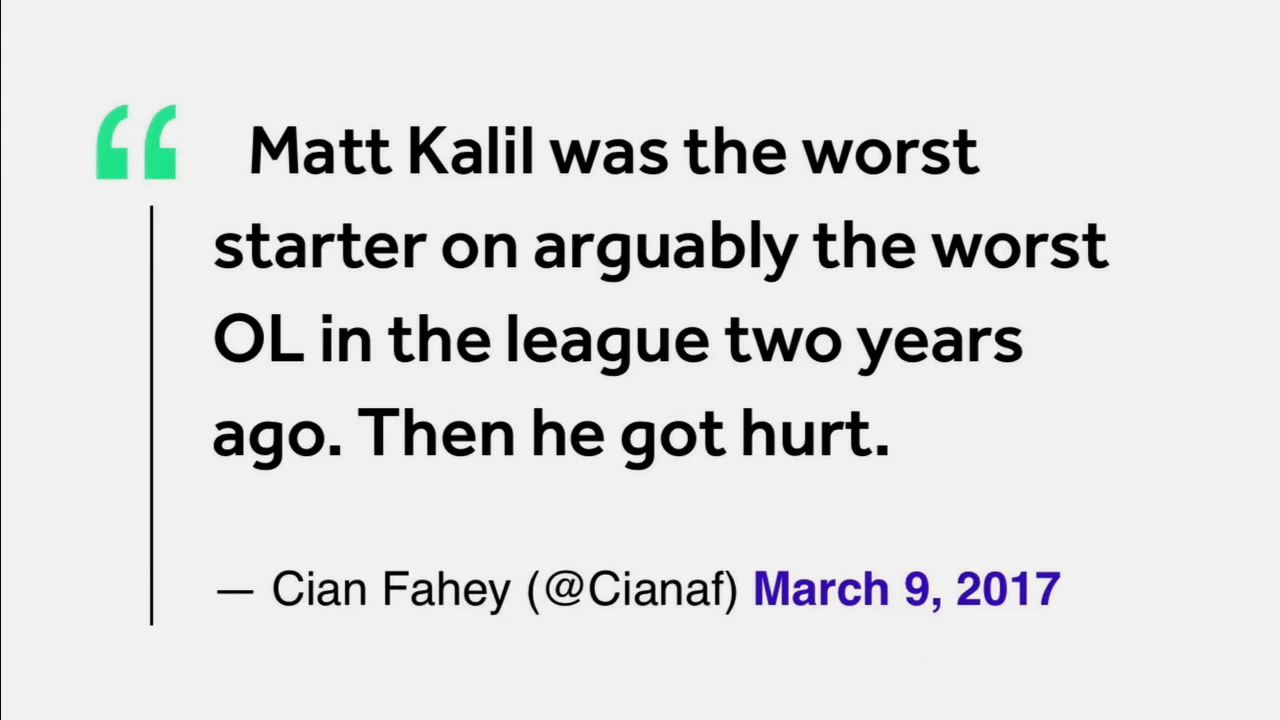 “ Matt Kalil was the worst
starter on arguably the worst
OL in the league two years
ago. Then he got hurt.
— Cian Fahey (@Cianaf) March 9, 2017